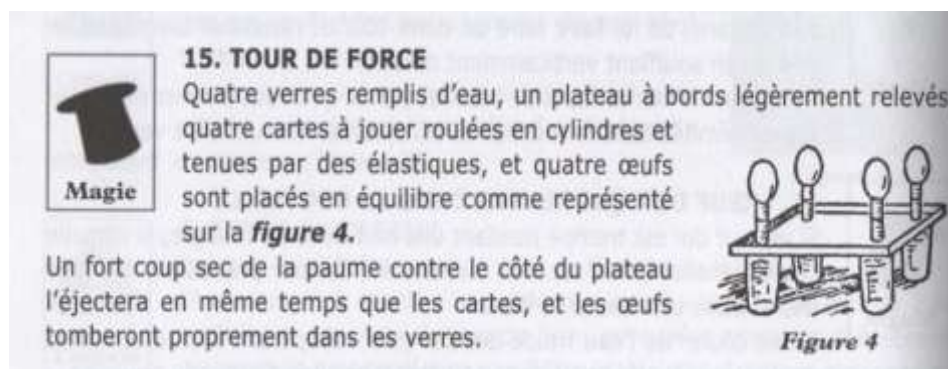 15. TOUR DE FORCE
Quatre verres remplis d'eau, un plateau à bords légèrement relevés
quatre cartes à jouer roulées en cylindres et
tenues par des élastiques, et quatre œufs
sont placés en équilibre comme représenté
sur la figure 4.
Magie
Un fort coup sec de la paume contre le côté du plateau
l'éjectera en même temps que les cartes, et les œufs
tomberont proprement dans les verres.
Figure 4